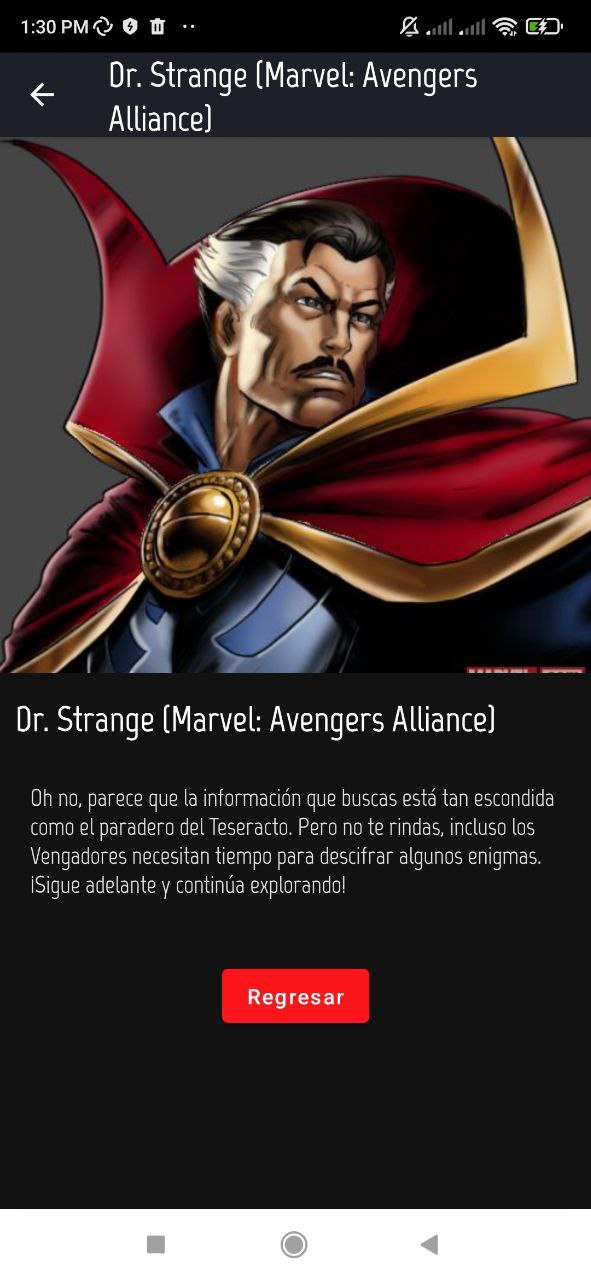 1:30 PM
Dr. Strange (Marvel: Avengers
Alliance)
Dr. Strange (Marvel: Avengers Alliance)
Oh no, parece que la información que buscas está tan escondida
como el paradero del Teseracto. Pero no te rindas, incluso los
Vengadores necesitan tiempo para descifrar algunos enigmas.
¡Sigue adelante y continúa explorando!
Regresar